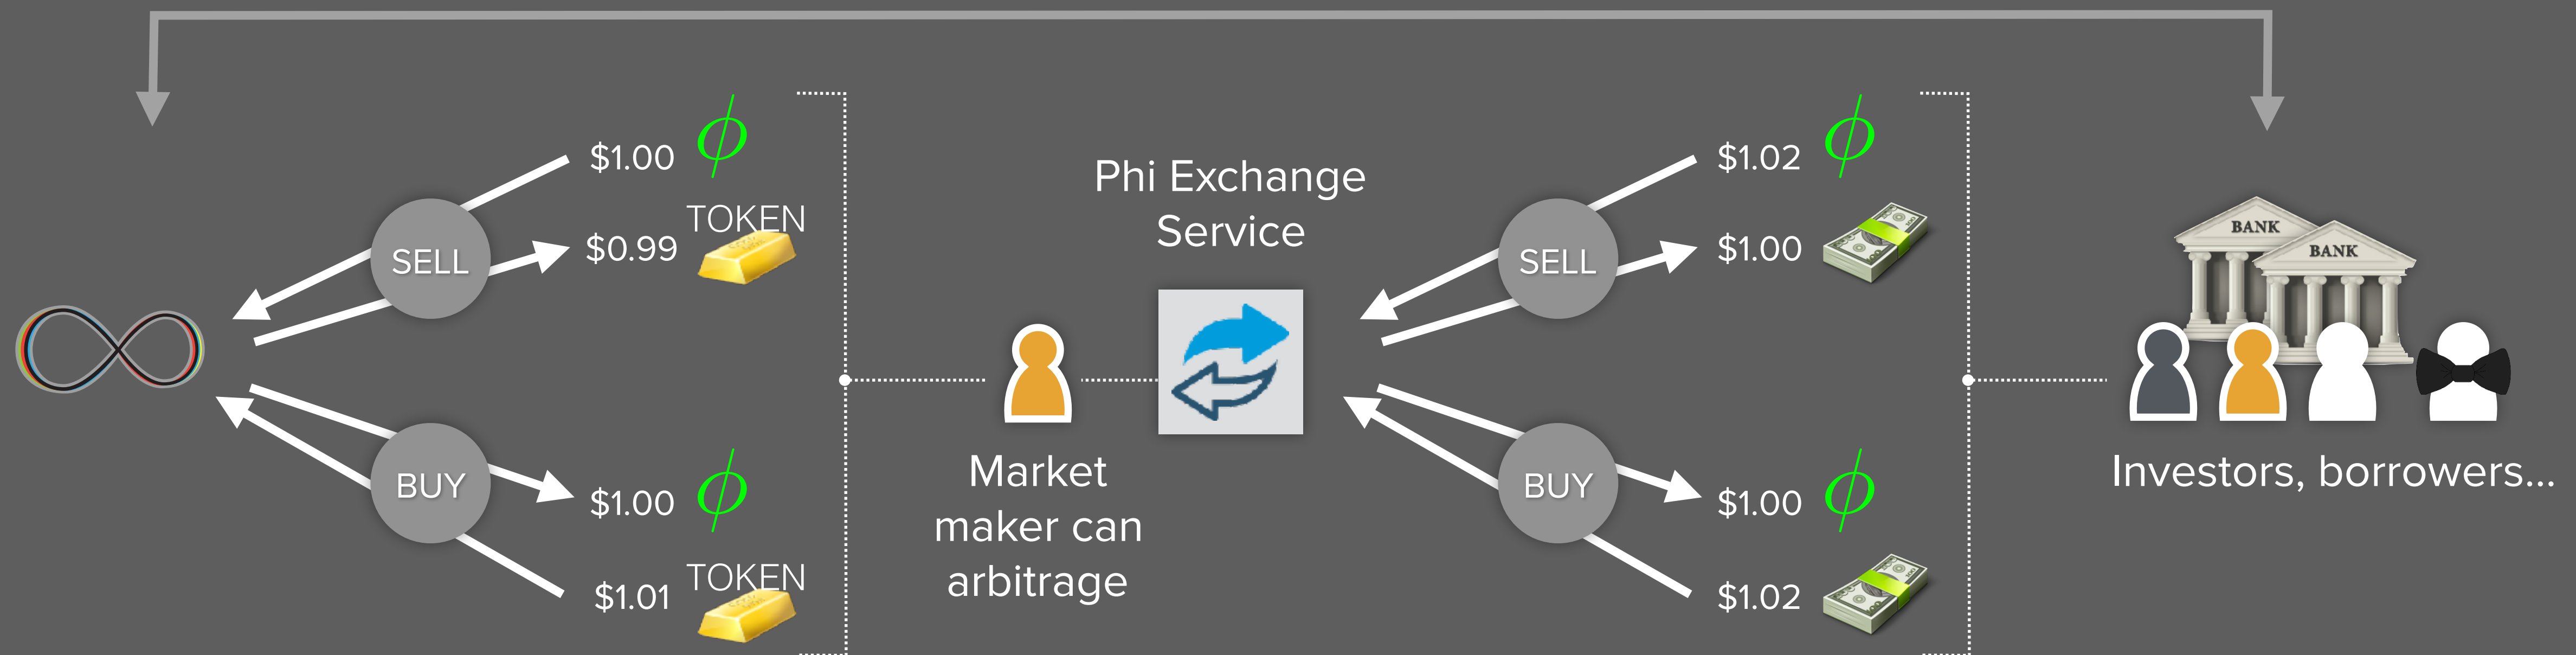 $1.00 ϕ
SELL
TOKEN
$0.99
BUY
$1.00 ϕ
TOKEN
$1.01
Market
maker can
arbitrage
Phi Exchange
Service
$1.02 ϕ
SELL
$1.00
BUY
$1.00 ϕ
$1.02
BANK
BANK
Investors, borrowers...